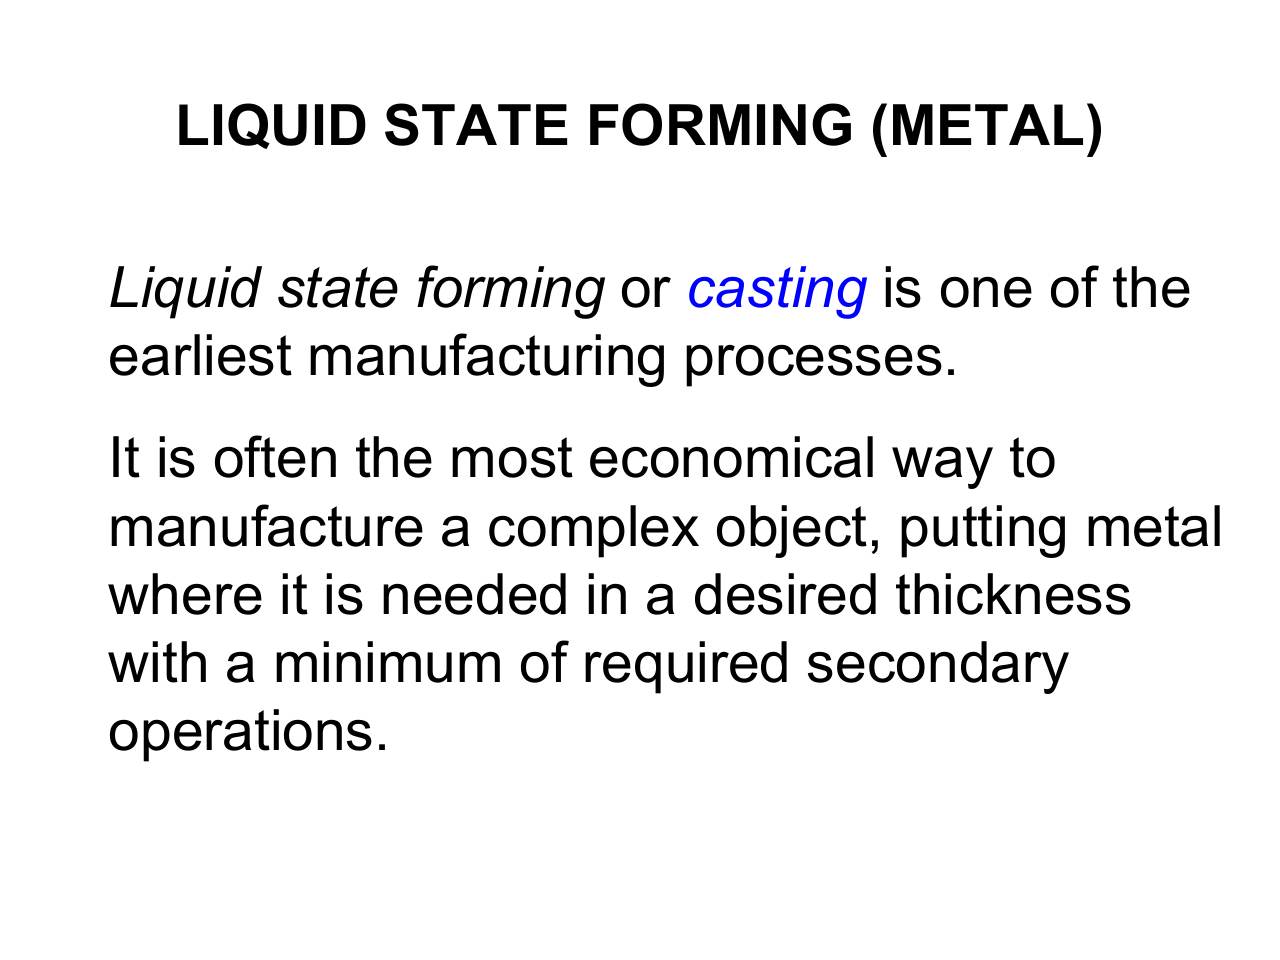 LIQUID STATE FORMING (METAL)
Liquid state forming or casting is one of the
earliest manufacturing processes.
It is often the most economical way to
manufacture a complex object, putting metal
where it is needed in a desired thickness
with a minimum of required secondary
operations.